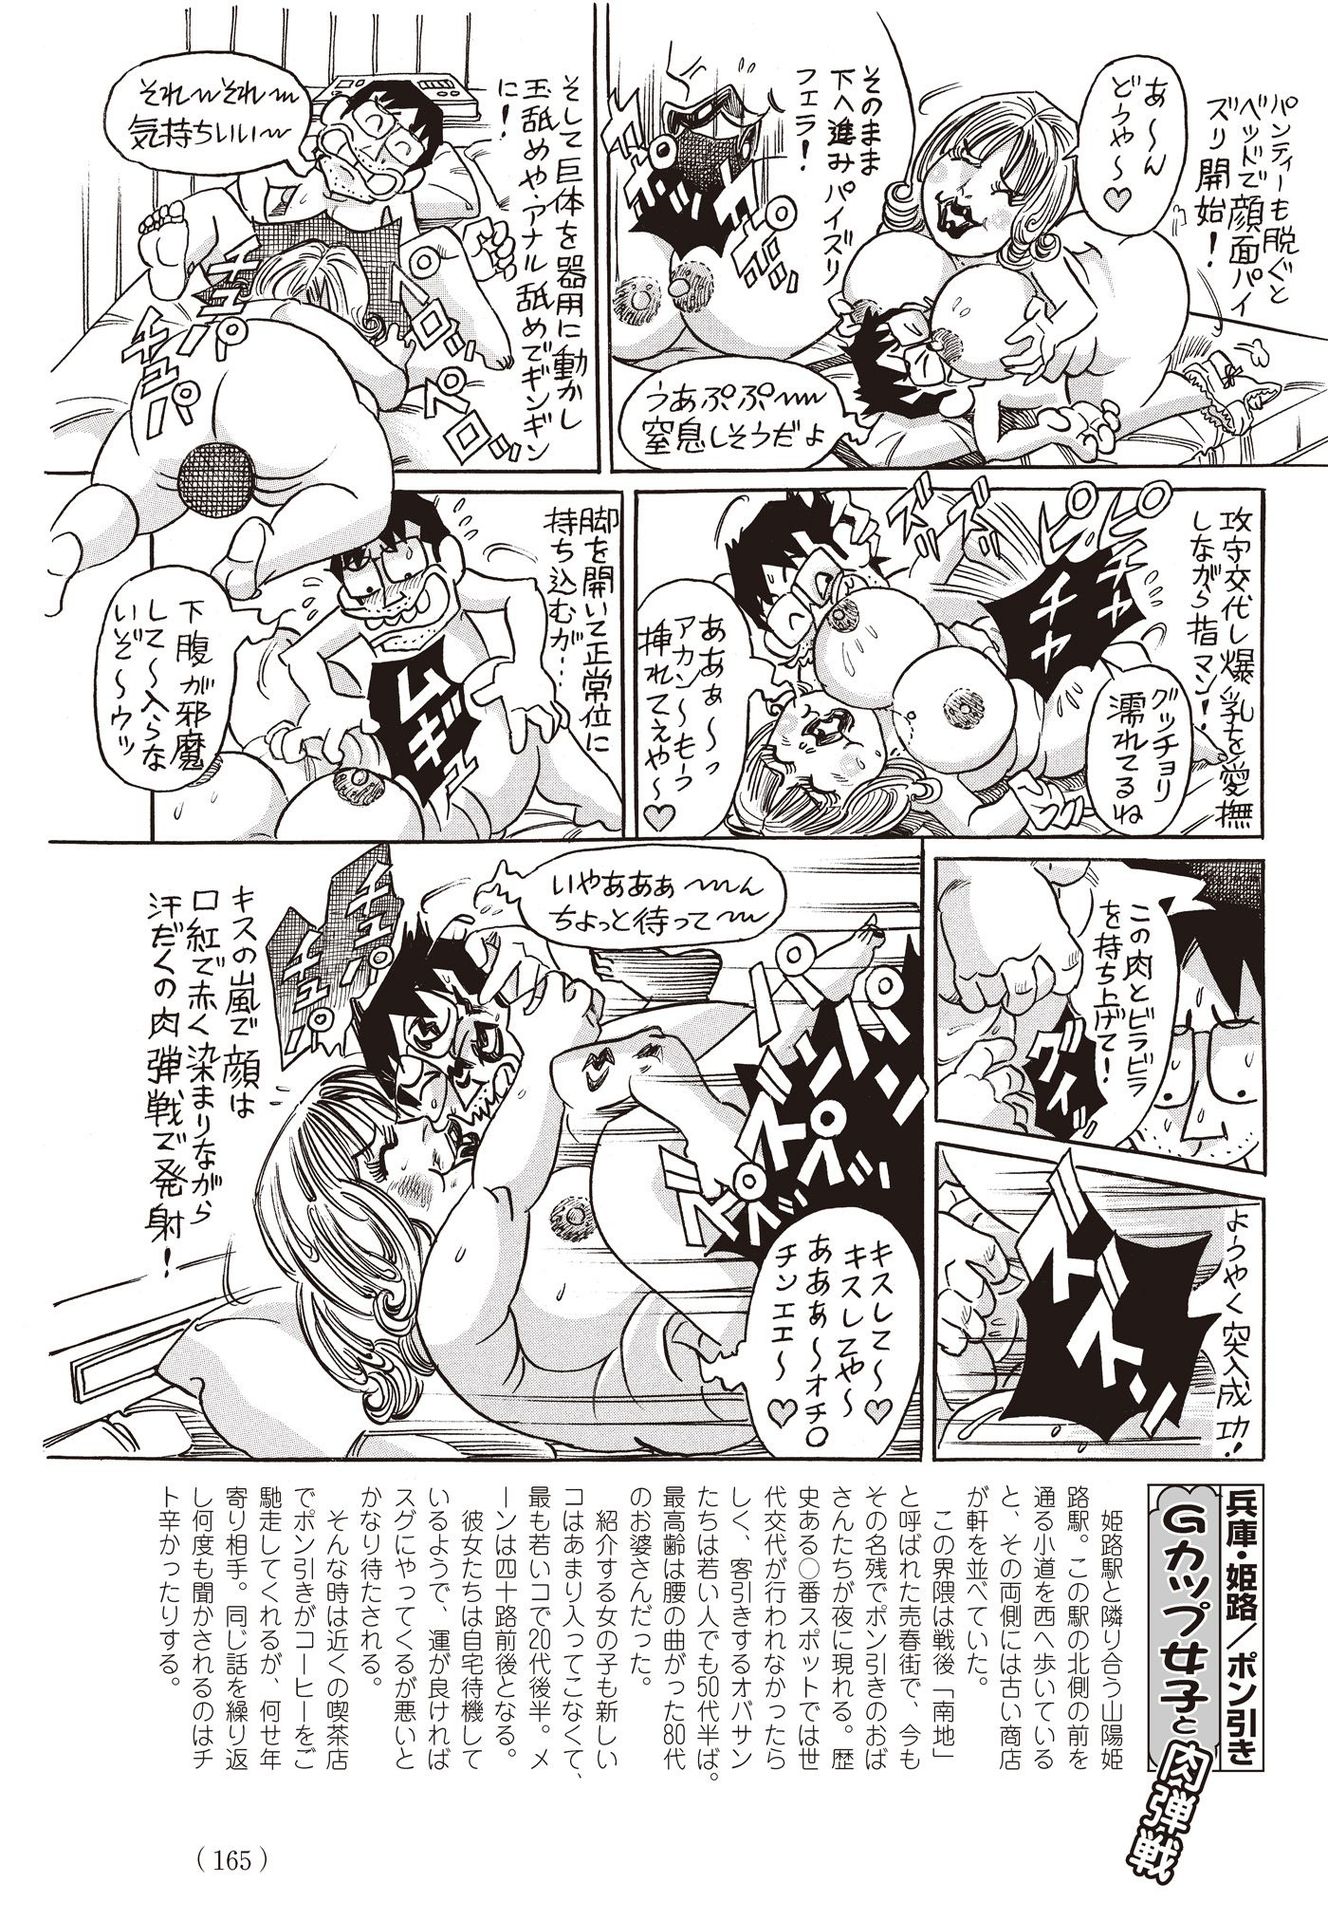 パンティーも脱ぐと
ベッドで顔面パイ
ズリ開始！
あ〜ん
どうや〜♡
そのまま
下へ進みパイズリ
フェラ！
ズボッ
ズボッ
ペロッ
うあぷぷ〜
窒息しそうだよ
そして巨体を器用に動かし
玉舐めや・アナル舐めでギンギン
に！
それ〜それ〜
気持ちいい〜
チュパ
チュパ
ペロッ
ペロッ
攻守交代し爆乳を愛撫
しながら指マン！
ピチャ
ピチャ
グッチョリ
濡れてるね
ああぁ〜っ
アカン〜もう
挿れてえや〜♡
脚を開いて正常位に
持ち込むが…
ムギュ
下腹が邪魔
して〜入らな
いぞ〜ウッ
この肉とビラビラ
を持ち上げて！
グイッ
ようやく突入成功！
ズイーン
いやあああ〜ん
ちょっと待って〜
パンパン
キスして〜
キスしてや〜♡
あああ〜オチ〇
チンエエ〜♡
チュパ
チュパ
キスの嵐で顔は
口紅で赤く染まりながら
汗だくの肉弾戦で発射！
兵庫・姫路／ポン引き
Gカップ女子と
肉弾戦
姫路駅と隣り合う山陽姫
路駅。この駅の北側の前を
通る小道を西へ歩いている
と、その両側には古い商店
が軒を並べていた。
この界隈は戦後「南地」
と呼ばれた売春街で、今も
その名残でポン引きのおば
さんたちが夜に現れる。歴
史ある〇番スポットでは世
代交代が行われなかったら
しく、客引きするオバサン
たちは若い人でも50代半ば。
最高齢は腰の曲がった80代
のお婆さんだった。
紹介する女の子も新しい
コはあまり入ってこなくて、
最も若いコで20代後半。メ
ーンは四十路前後となる。
彼女たちは自宅待機して
いるようで、運が良ければ
スグにやってくるが悪いと
かなり待たされる。
そんな時は近くの喫茶店
でポン引きがコーヒーをご
馳走してくれるが、何せ年
寄り相手。同じ話を繰り返
し何度も聞かされるのはチ
ト辛かったりする。
（165）